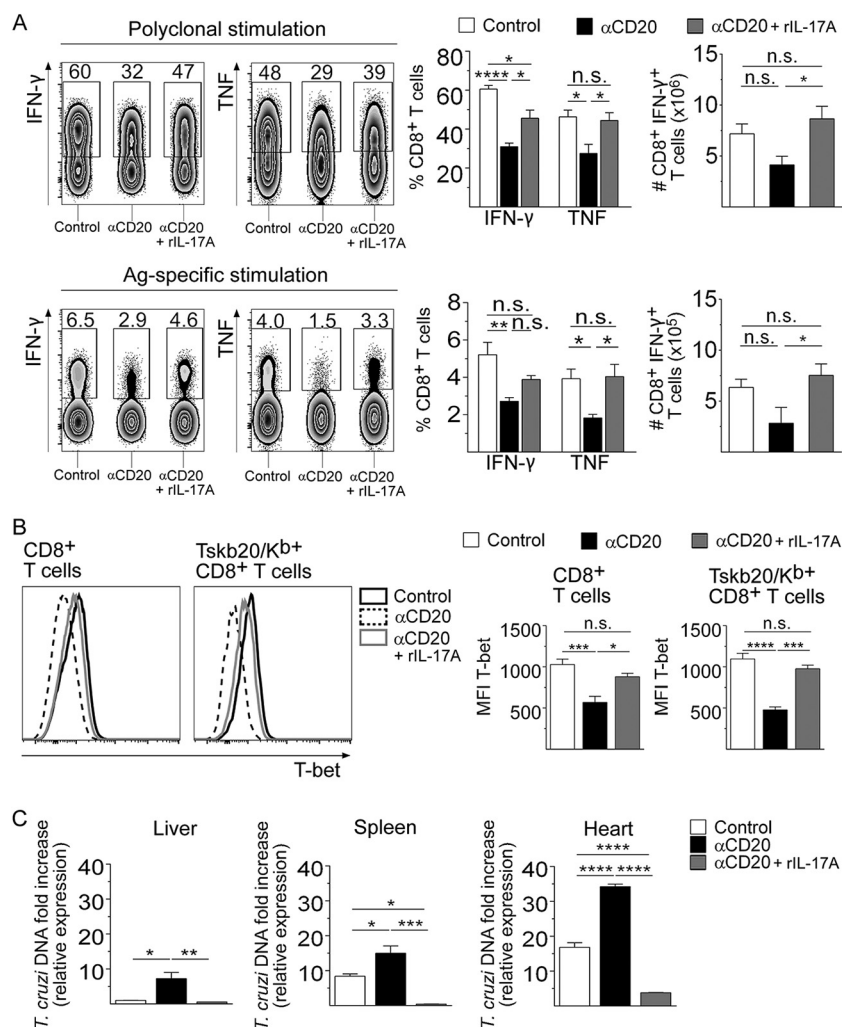 A
Polyclonal stimulation
IFN-γ
60 32 47
Control
αCD20
αCD20
+ rIL-17A
TNF
48 29 39
Control
αCD20
αCD20
+ rIL-17A
Control αCD20 αCD20 + rIL-17A
% CD8+ T cells
80
60
40
20
*
**** *
n.s.
* *
IFN-γ TNF
# CD8+ IFN-γ+
T cells (x10⁶)
15
10
5
n.s.
n.s. *
Ag-specific stimulation
IFN-γ
6.5 2.9 4.6
Control
αCD20
αCD20
+ rIL-17A
TNF
4.0 1.5 3.3
Control
αCD20
αCD20
+ rIL-17A
% CD8+ T cells
8
6
4
2
n.s.
** n.s.
n.s.
* *
IFN-γ TNF
# CD8+ IFN-γ+
T cells (x10⁵)
15
10
5
n.s.
n.s. *
B
CD8+
T cells
Tskb20/Kb+
CD8+ T cells
Control
αCD20
αCD20
+ rIL-17A
T-bet
Control αCD20 αCD20 + rIL-17A
CD8+
T cells
MFI T-bet
1500
1000
500
n.s.
*** *
Tskb20/Kb+
CD8+ T cells
MFI T-bet
1500
1000
500
n.s.
**** ***
C
Liver
T. cruzi DNA fold increase
(relative expression)
40
30
20
10
* **
Spleen
T. cruzi DNA fold increase
(relative expression)
40
30
20
10
*
* ***
Heart
T. cruzi DNA fold increase
(relative expression)
40
30
20
10
****
**** ****
Control
αCD20
αCD20 + rIL-17A